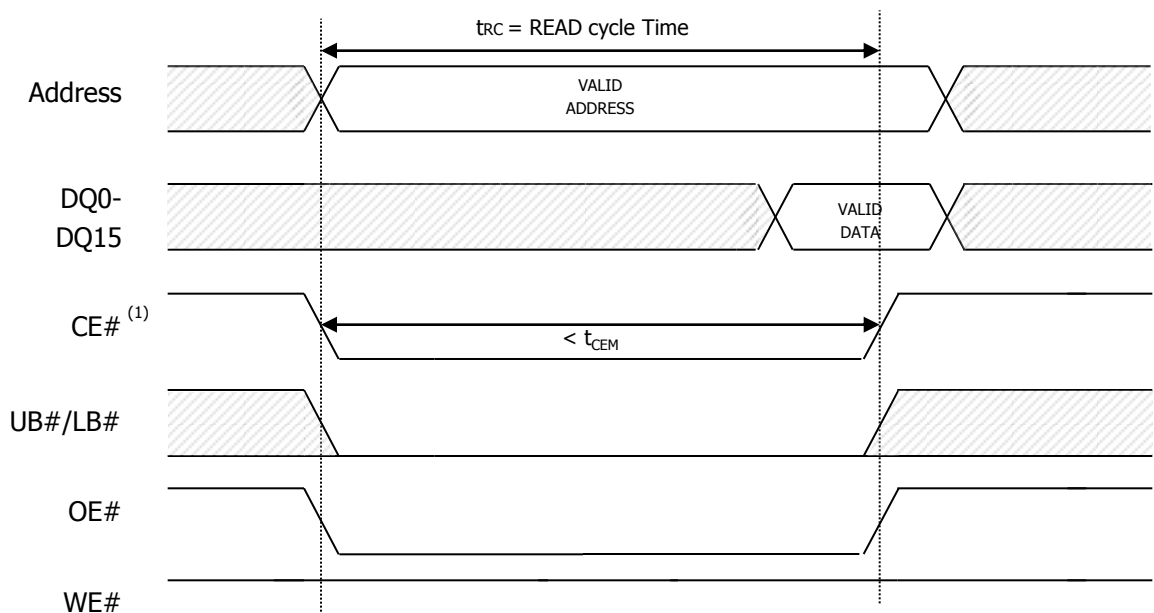 tRC = READ cycle Time
Address
VALID
ADDRESS
DQ0-
DQ15
VALID
DATA
CE# (1)
< tCEM
UB#/LB#
OE#
WE#